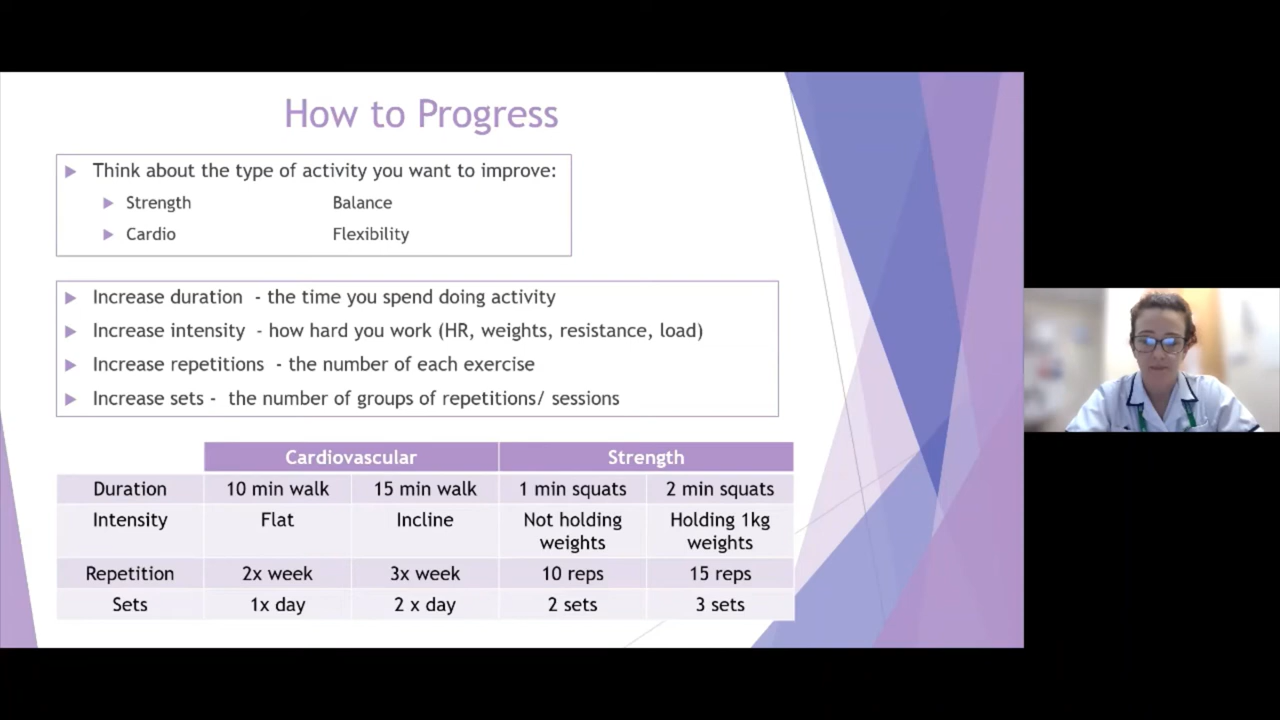 How to Progress
Think about the type of activity you want to improve:
Strength Balance
Cardio Flexibility
Increase duration - the time you spend doing activity
Increase intensity - how hard you work (HR, weights, resistance, load)
Increase repetitions - the number of each exercise
Increase sets - the number of groups of repetitions/ sessions
Cardiovascular Strength
Duration 10 min walk 15 min walk 1 min squats 2 min squats
Intensity Flat Incline Not holding Holding 1kg
weights weights
Repetition 2x week 3x week 10 reps 15 reps
Sets 1x day 2 x day 2 sets 3 sets